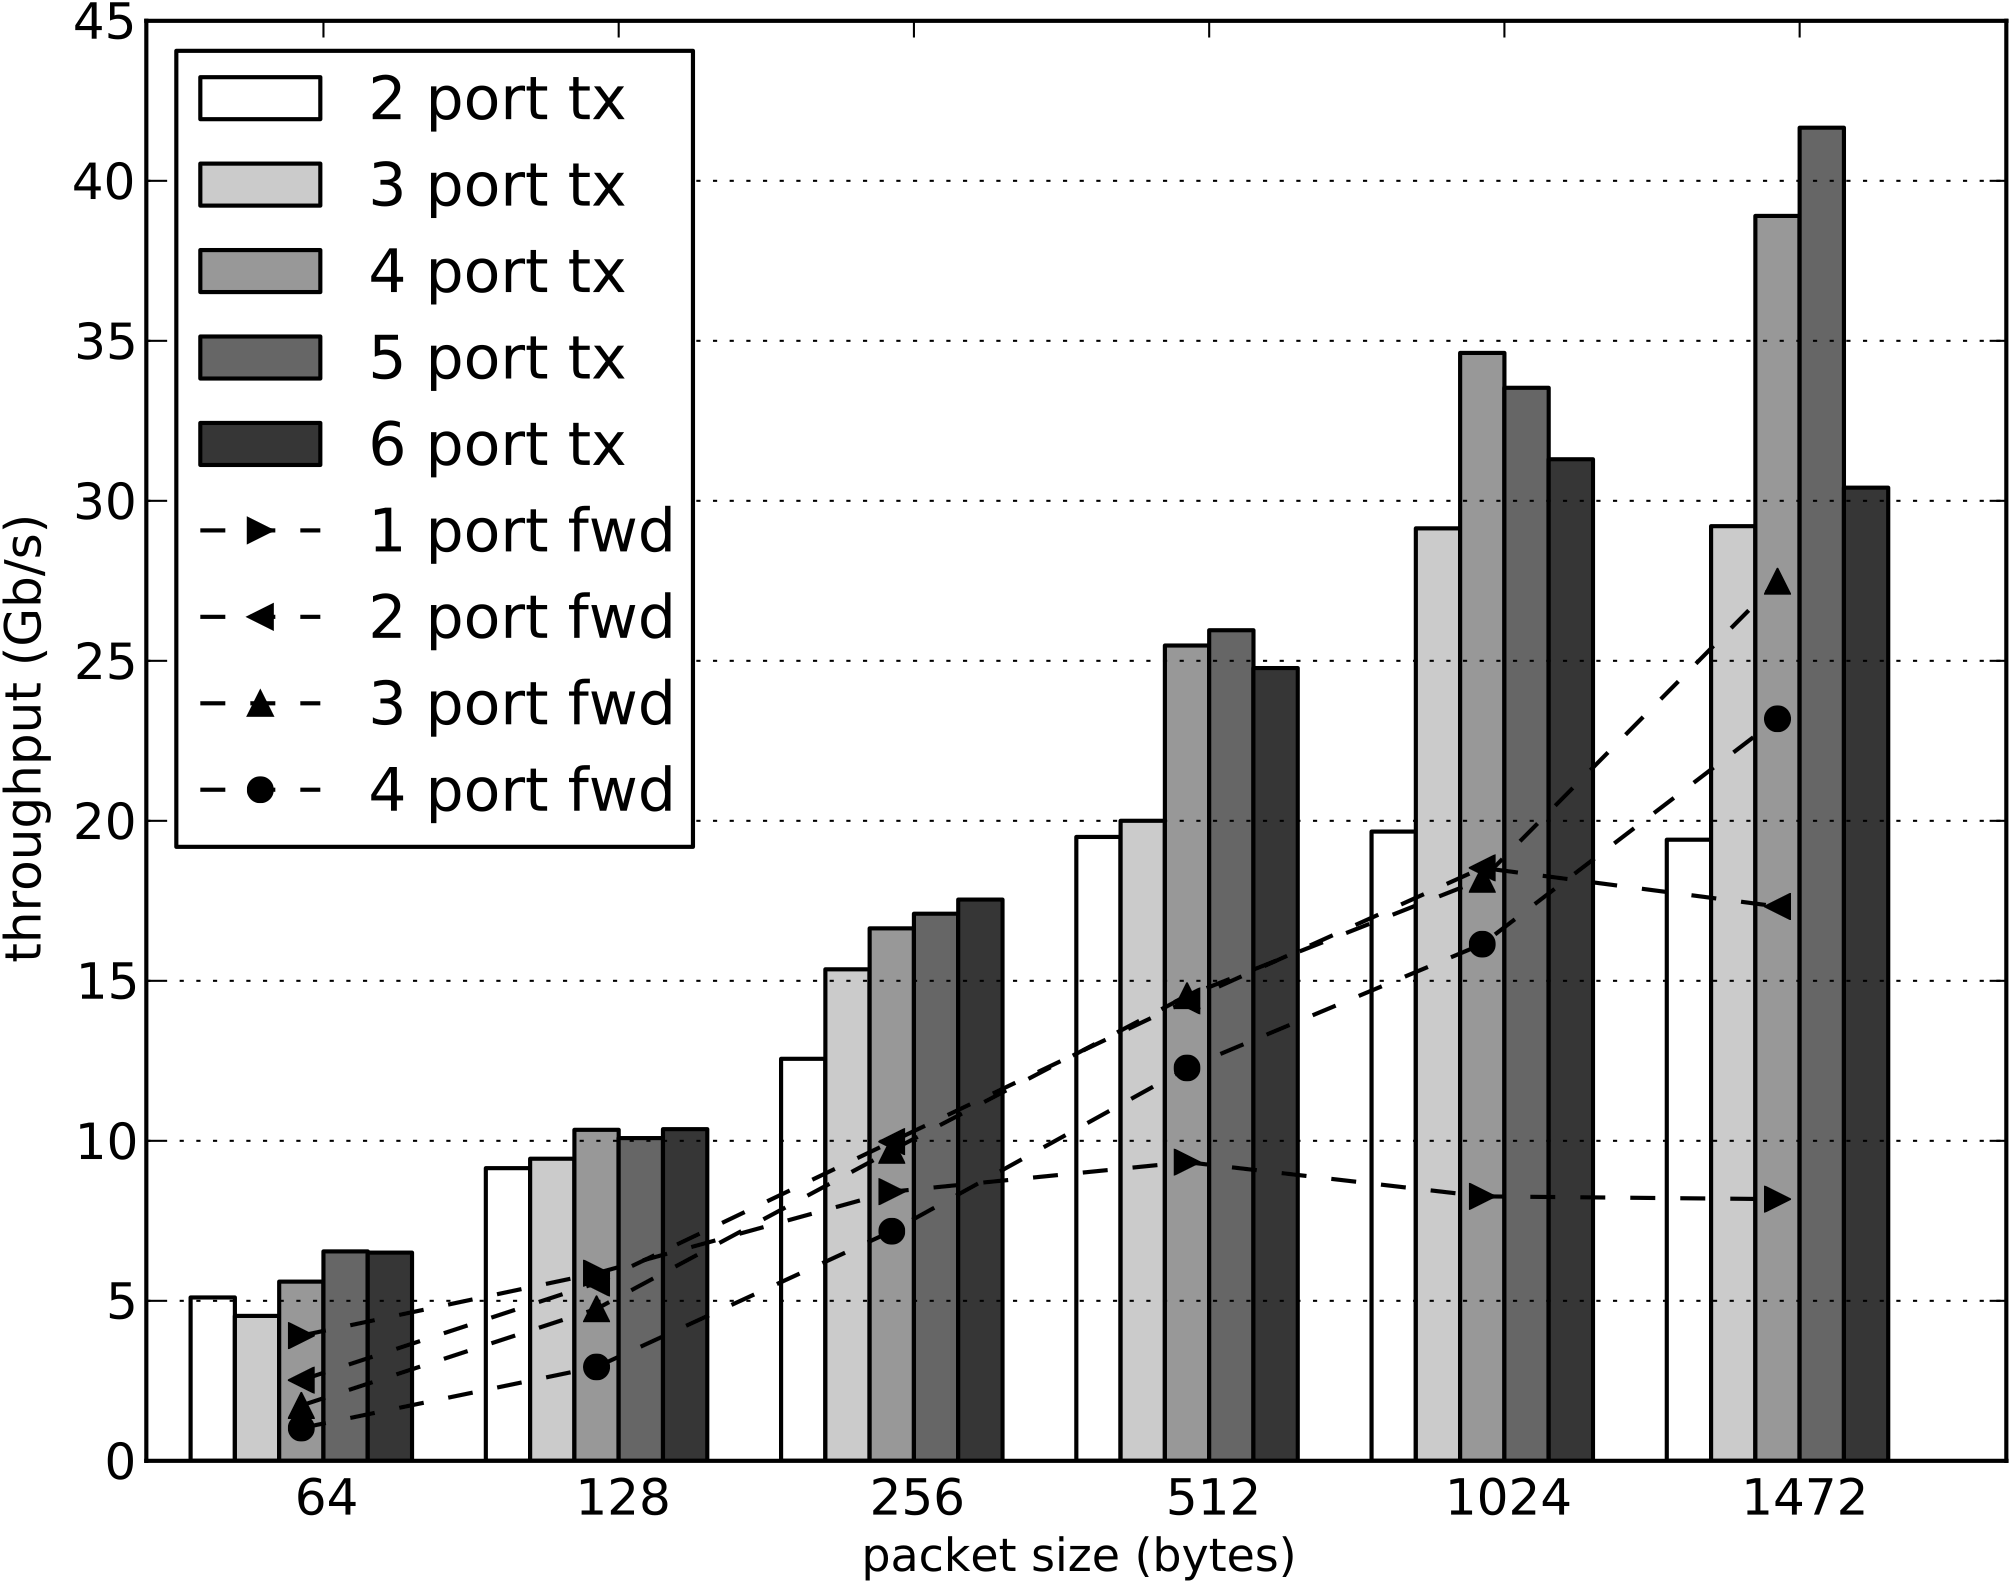 45
40
35
30
25
20
15
10
5
0
throughput (Gb/s)
2 port tx
3 port tx
4 port tx
5 port tx
6 port tx
1 port fwd
2 port fwd
3 port fwd
4 port fwd
64 128 256 512 1024 1472
packet size (bytes)